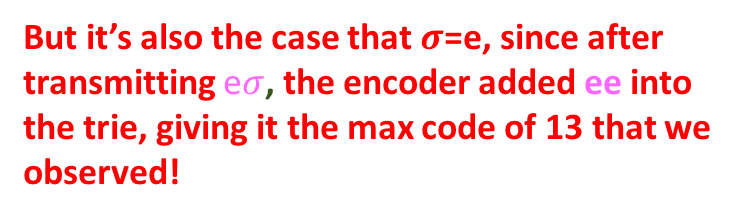 But it's also the case that σ=e, since after
transmitting eσ, the encoder added ee into
the trie, giving it the max code of 13 that we
observed!